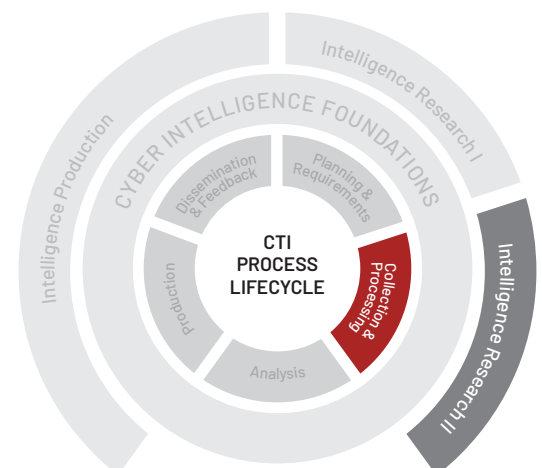 Intelligence Production
Intelligence Research I
Intelligence Research II
CYBER INTELLIGENCE FOUNDATIONS
Dissemination
& Feedback
Planning &
Requirements
Collection &
Processing
Analysis
Production
CTI
PROCESS
LIFECYCLE